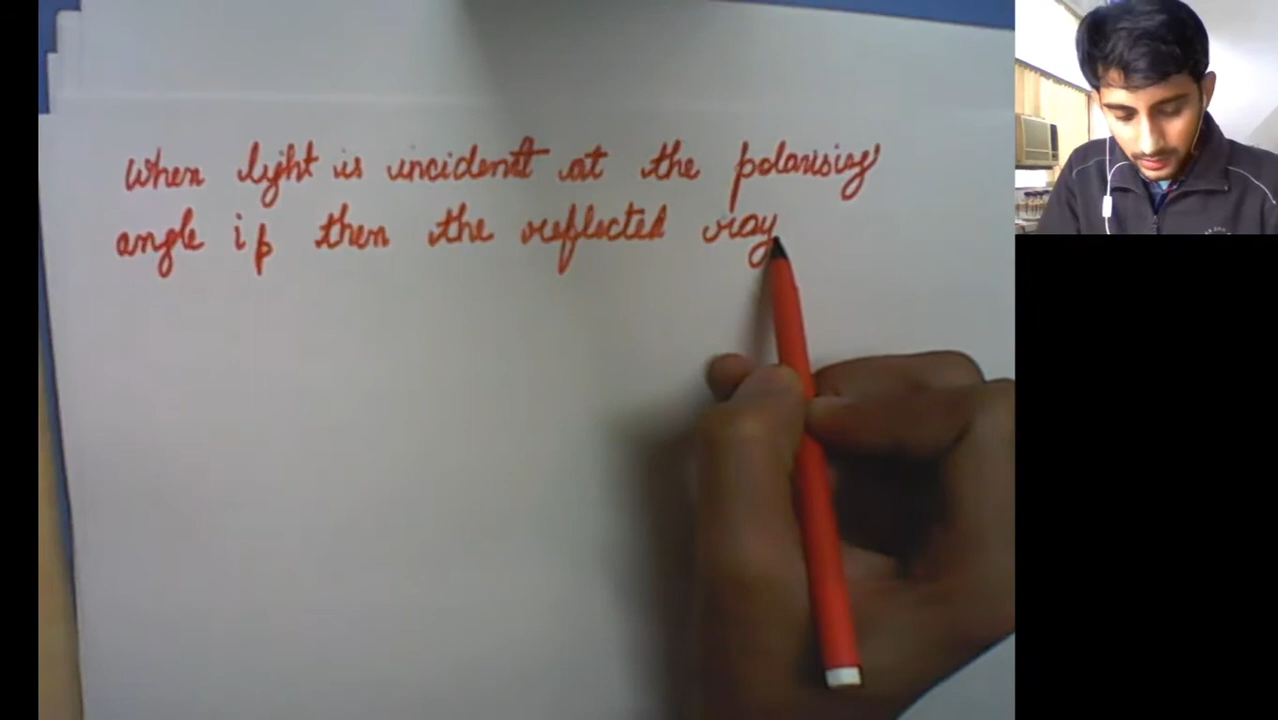 When light is incident at the polarising
angle ip then the reflected ray